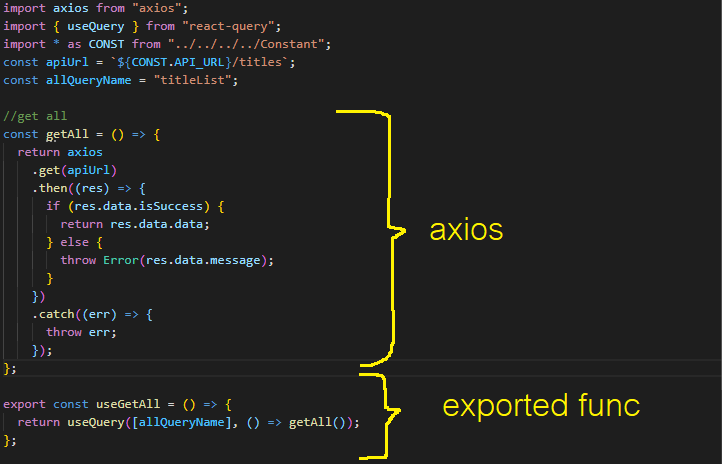 import axios from "axios";
import { useQuery } from "react-query";
import * as CONST from "../../../../Constant";
const apiUrl = `${CONST.API_URL}/titles`;
const allQueryName = "titleList";
//get all
const getAll = () => {
return axios
.get(apiUrl)
.then((res) => {
if (res.data.isSuccess) {
return res.data.data;
} else {
throw Error(res.data.message);
}
})
.catch((err) => {
throw err;
});
};
axios
export const useGetAll = () => {
return useQuery([allQueryName], () => getAll());
};
exported func